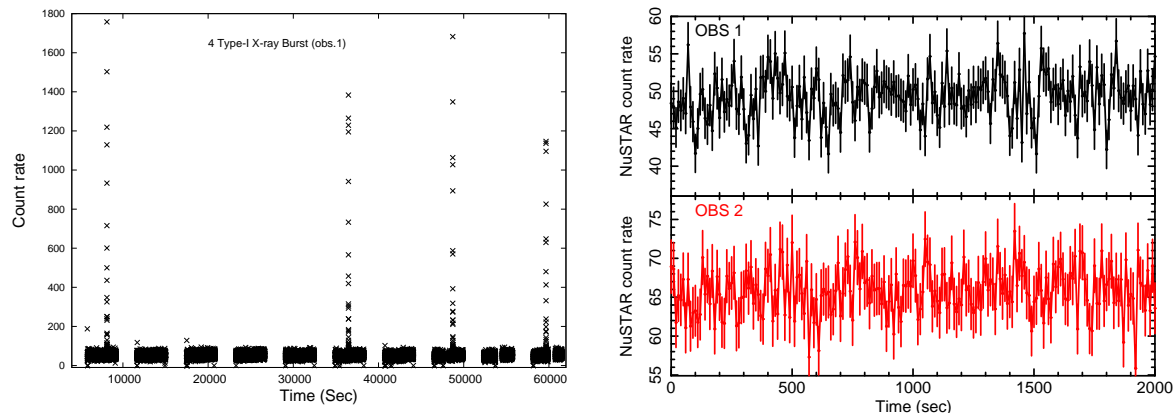 4 Type-I X-ray Burst (obs.1)
Count rate
1800
1600
1400
1200
1000
800
600
400
200
0
10000 20000 30000 40000 50000 60000
Time (Sec)
OBS 1
NuSTAR count rate
60
55
50
45
40
OBS 2
NuSTAR count rate
75
70
65
60
55
0 500 1000 1500 2000
Time (sec)